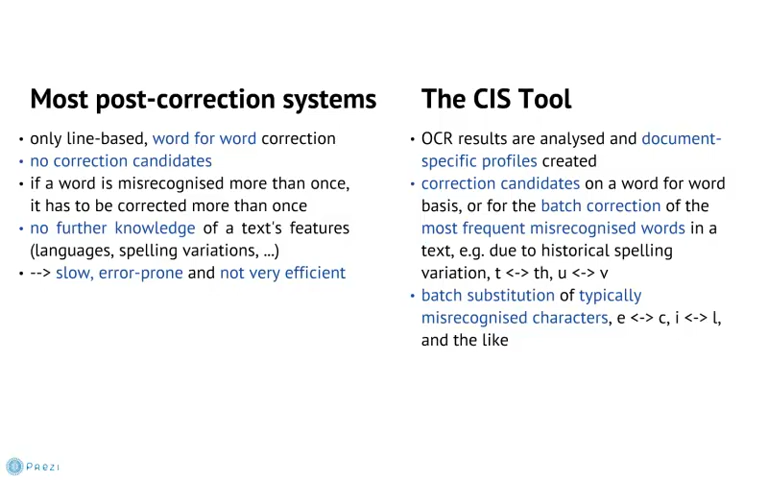 Most post-correction systems
• only line-based, word for word correction
• no correction candidates
• if a word is misrecognised more than once,
it has to be corrected more than once
• no further knowledge of a text's features
(languages, spelling variations, ...)
• --> slow, error-prone and not very efficient
The CIS Tool
• OCR results are analysed and document-
specific profiles created
• correction candidates on a word for word
basis, or for the batch correction of the
most frequent misrecognised words in a
text, e.g. due to historical spelling
variation, t <-> th, u <-> v
• batch substitution of typically
misrecognised characters, e <-> c, i <-> l,
and the like
Prezi